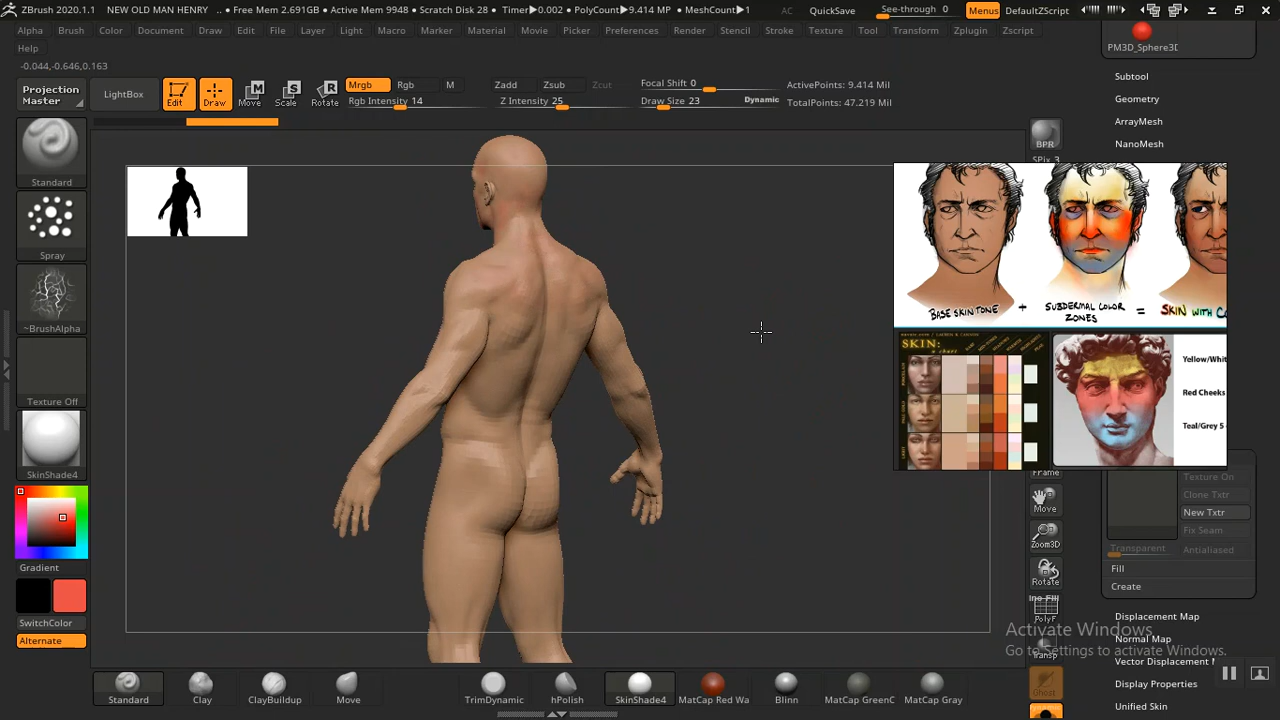 ZBrush 2020.1.1 NEW OLD MAN HENRY .. • Free Mem 2.691GB • Active Mem 9948 • Scratch Disk 28 • Timer▶0.002 • PolyCount▶9.414 MP • MeshCount▶1 AC QuickSave See-through 0 Menus DefaultZScript
Alpha Brush Color Document Draw Edit File Layer Light Macro Marker Material Movie Picker Preferences Render Stencil Stroke Texture Tool Transform Zplugin Zscript
Help
-0.044,-0.646,0.163
Projection Master
LightBox
Edit
Draw
Move
Scale
Rotate
Mrgb Rgb M
Rgb Intensity 14
Zadd Zsub Zcut
Z Intensity 25
Focal Shift 0
Draw Size 23
Dynamic
ActivePoints: 9.414 Mil
TotalPoints: 47.219 Mil
Standard
Spray
~BrushAlpha
Texture Off
SkinShade4
Gradient
SwitchColor
Alternate
BPR
SPix 3
BASE SKIN TONE + SUBDERMAL COLOR ZONES = SKIN WITH CO
SKIN:
Yellow/Whit
Red Cheeks
Teal/Grey 5
PM3D_Sphere3D
Subtool
Geometry
ArrayMesh
NanoMesh
Frame
Move
Zoom3D
Rotate
PolyF
Transp
Ghost
Texture On
Clone Txtr
New Txtr
Fix Seam
Transparent Antialiased
Fill
Create
Displacement Map
Normal Map
Vector Displacement M
Display Properties
Unified Skin
Activate Windows
Go to Settings to activate Windows.
Standard Clay ClayBuildup Move TrimDynamic hPolish SkinShade4 MatCap Red Wa Blinn MatCap GreenC MatCap Gray